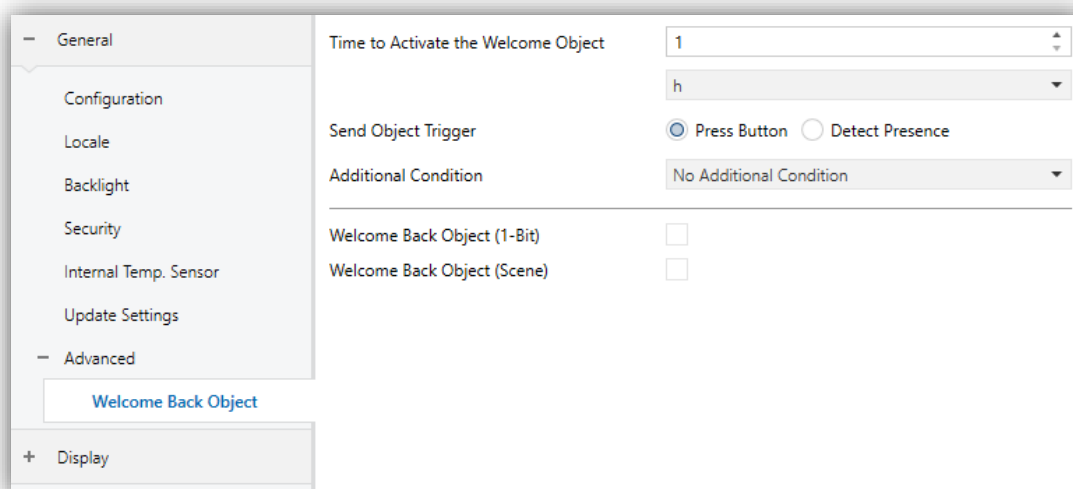 General
Configuration
Locale
Backlight
Security
Internal Temp. Sensor
Update Settings
Advanced
Welcome Back Object
Display
Time to Activate the Welcome Object 1
h
Send Object Trigger Press Button Detect Presence
Additional Condition No Additional Condition
Welcome Back Object (1-Bit)
Welcome Back Object (Scene)